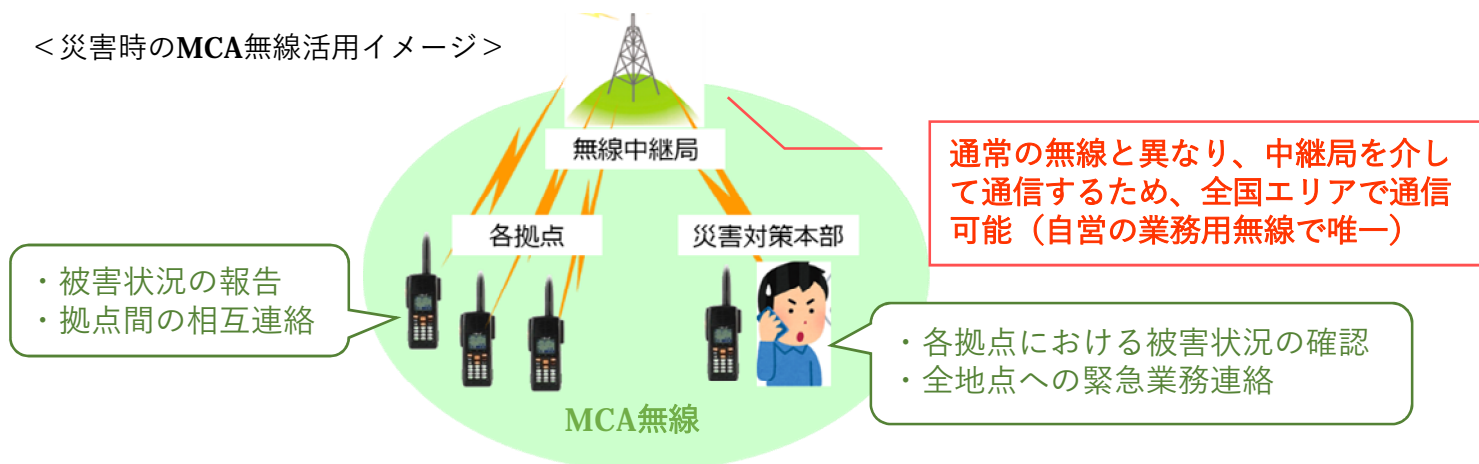 ＜災害時のMCA無線活用イメージ＞
無線中継局
通常の無線と異なり、中継局を介し
て通信するため、全国エリアで通信
可能（自営の業務用無線で唯一）
各拠点
災害対策本部
・被害状況の報告
・拠点間の相互連絡
・各拠点における被害状況の確認
・全地点への緊急業務連絡
MCA無線